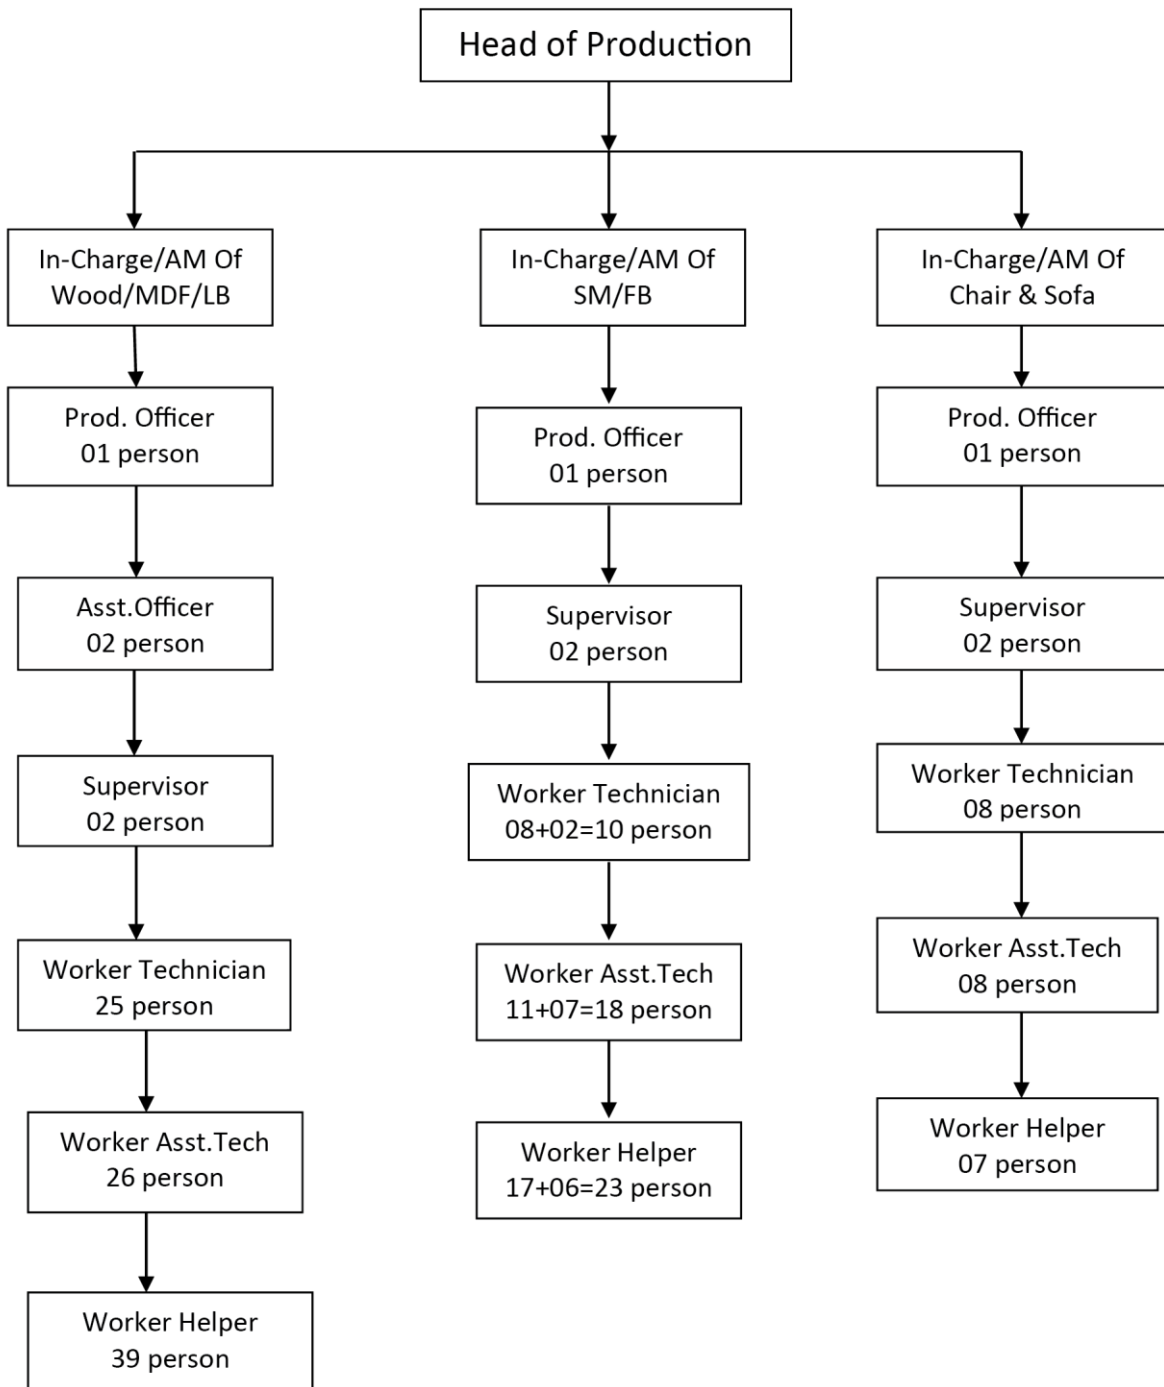 Head of Production
In-Charge/AM Of
Wood/MDF/LB
Prod. Officer
01 person
Asst.Officer
02 person
Supervisor
02 person
Worker Technician
25 person
Worker Asst.Tech
26 person
Worker Helper
39 person
In-Charge/AM Of
SM/FB
Prod. Officer
01 person
Supervisor
02 person
Worker Technician
08+02=10 person
Worker Asst.Tech
11+07=18 person
Worker Helper
17+06=23 person
In-Charge/AM Of
Chair & Sofa
Prod. Officer
01 person
Supervisor
02 person
Worker Technician
08 person
Worker Asst.Tech
08 person
Worker Helper
07 person